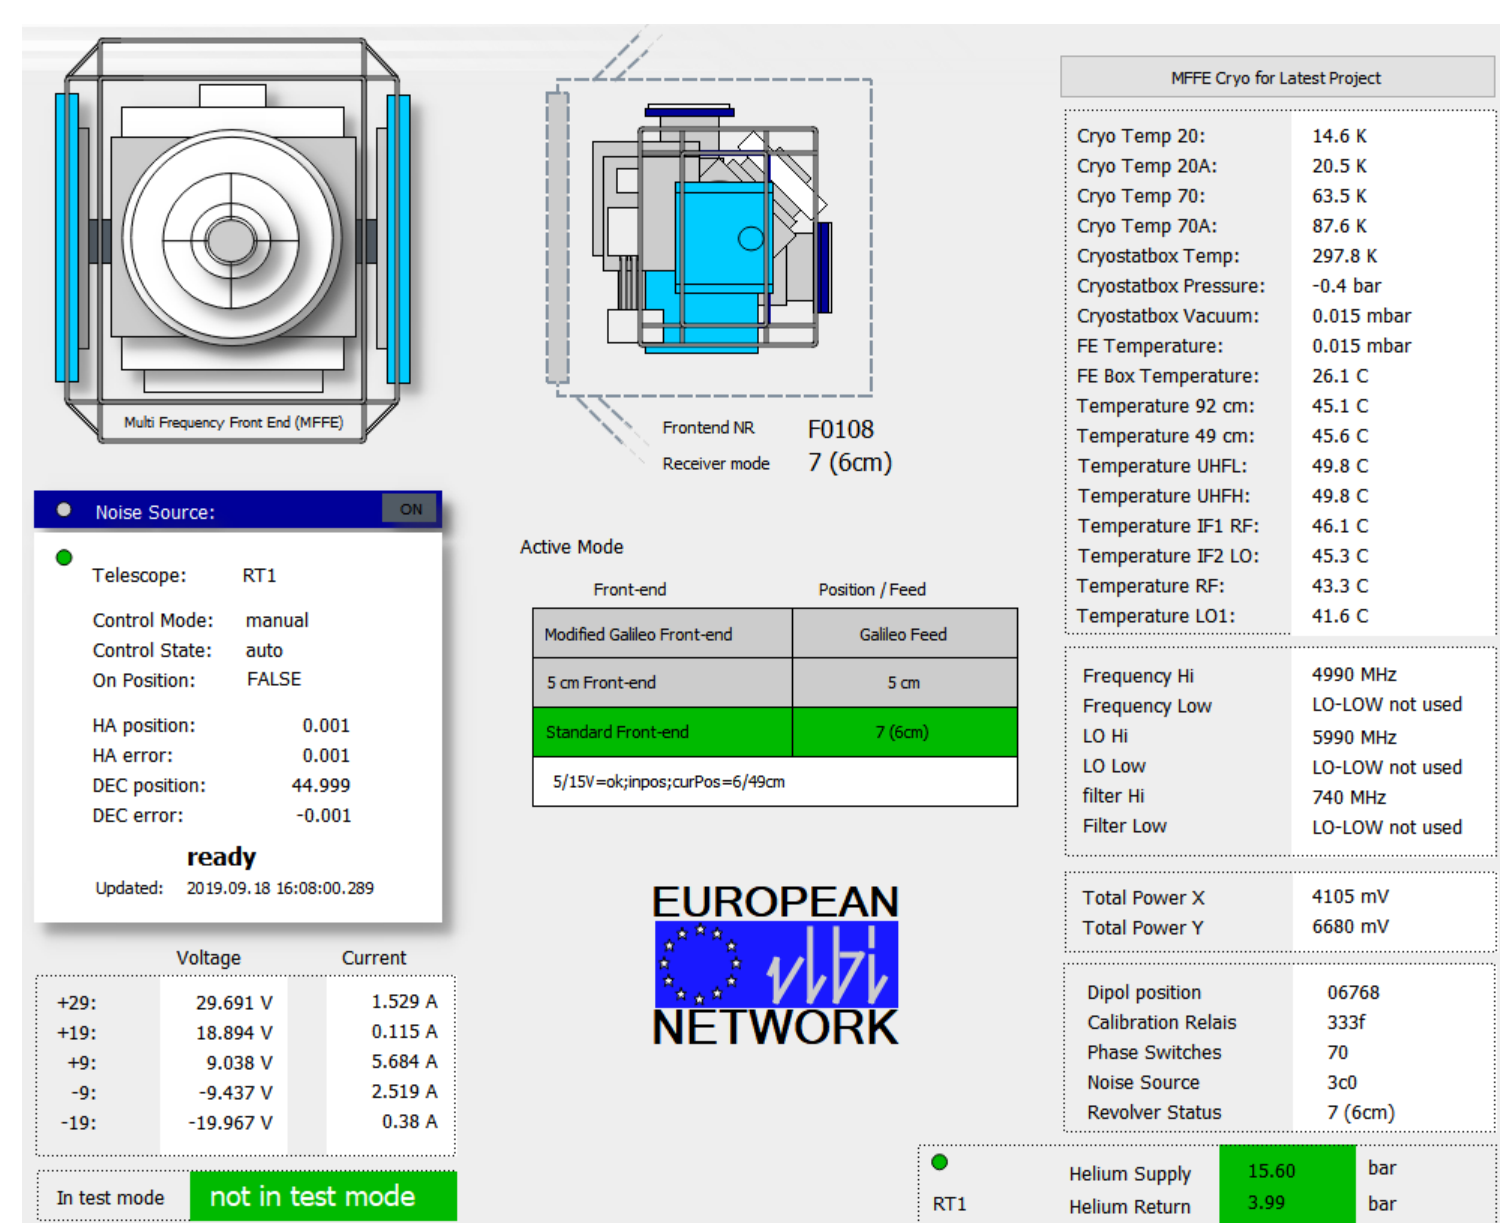 Multi Frequency Front End (MFFE)
Frontend NR F0108
Receiver mode 7 (6cm)
Noise Source: ON
Telescope: RT1
Control Mode: manual
Control State: auto
On Position: FALSE
HA position: 0.001
HA error: 0.001
DEC position: 44.999
DEC error: -0.001
ready
Updated: 2019.09.18 16:08:00.289
Voltage Current
+29: 29.691 V 1.529 A
+19: 18.894 V 0.115 A
+9: 9.038 V 5.684 A
-9: -9.437 V 2.519 A
-19: -19.967 V 0.38 A
In test mode not in test mode
Active Mode
Front-end Position / Feed
Modified Galileo Front-end Galileo Feed
5 cm Front-end 5 cm
Standard Front-end 7 (6cm)
5/15V=ok;inpos;curPos=6/49cm
EUROPEAN
vlbi
NETWORK
MFFE Cryo for Latest Project
Cryo Temp 20: 14.6 K
Cryo Temp 20A: 20.5 K
Cryo Temp 70: 63.5 K
Cryo Temp 70A: 87.6 K
Cryostatbox Temp: 297.8 K
Cryostatbox Pressure: -0.4 bar
Cryostatbox Vacuum: 0.015 mbar
FE Temperature: 0.015 mbar
FE Box Temperature: 26.1 C
Temperature 92 cm: 45.1 C
Temperature 49 cm: 45.6 C
Temperature UHFL: 49.8 C
Temperature UHFH: 49.8 C
Temperature IF1 RF: 46.1 C
Temperature IF2 LO: 45.3 C
Temperature RF: 43.3 C
Temperature LO1: 41.6 C
Frequency Hi 4990 MHz
Frequency Low LO-LOW not used
LO Hi 5990 MHz
LO Low LO-LOW not used
filter Hi 740 MHz
Filter Low LO-LOW not used
Total Power X 4105 mV
Total Power Y 6680 mV
Dipol position 06768
Calibration Relais 333f
Phase Switches 70
Noise Source 3c0
Revolver Status 7 (6cm)
Helium Supply 15.60 bar
RT1 Helium Return 3.99 bar